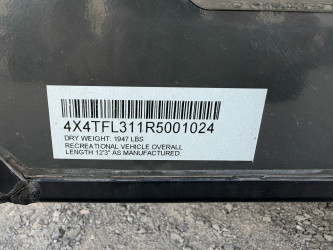 4X4TFL311R5001024
DRY WEIGHT: 1947 LBS
RECREATIONAL VEHICLE OVERALL
LENGTH 12'3" AS MANUFACTURED.